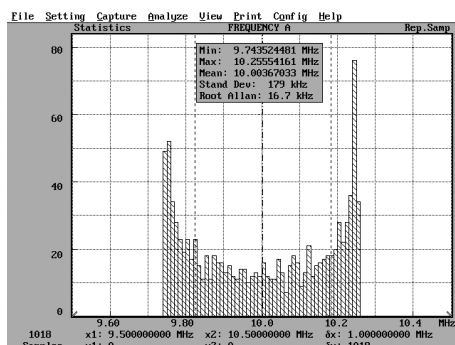 File Setting Capture Analyze View Print Config Help
Statistics FREQUENCY A Rep.Samp
Min: 9.743524481 MHz
Max: 10.25554161 MHz
Mean: 10.00367033 MHz
Stand Dev: 179 kHz
Root Allan: 16.7 kHz
80
60
40
20
0
9.60 9.80 10.0 10.2 10.4 MHz
1018 x1: 9.500000000 MHz x2: 10.50000000 MHz δx: 1.000000000 MHz